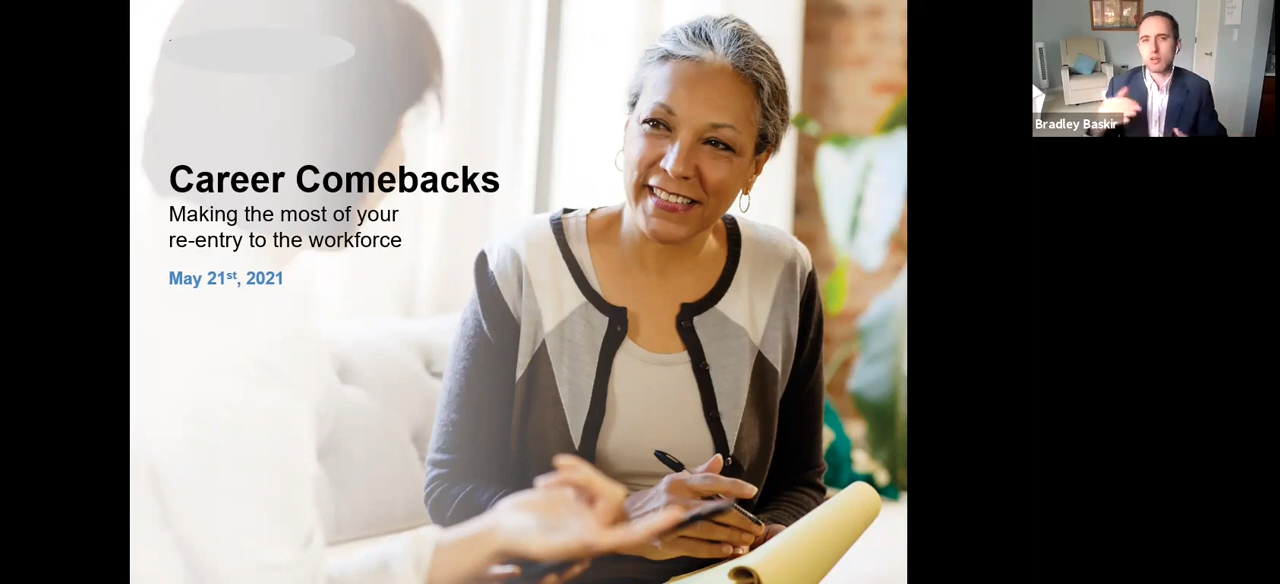 Career Comebacks
Making the most of your
re-entry to the workforce
May 21st, 2021
Bradley Baskir